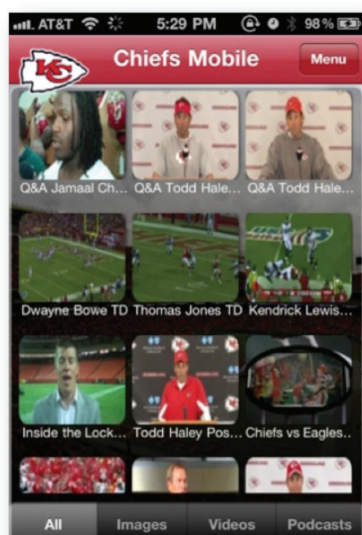 AT&T 5:29 PM 98%
KC Chiefs Mobile Menu
Q&A Jamaal Ch... Q&A Todd Hale... Q&A Todd Hale...
Dwayne Bowe TD Thomas Jones TD Kendrick Lewis...
Inside the Lock... Todd Haley Pos... Chiefs vs Eagles...
All Images Videos Podcasts